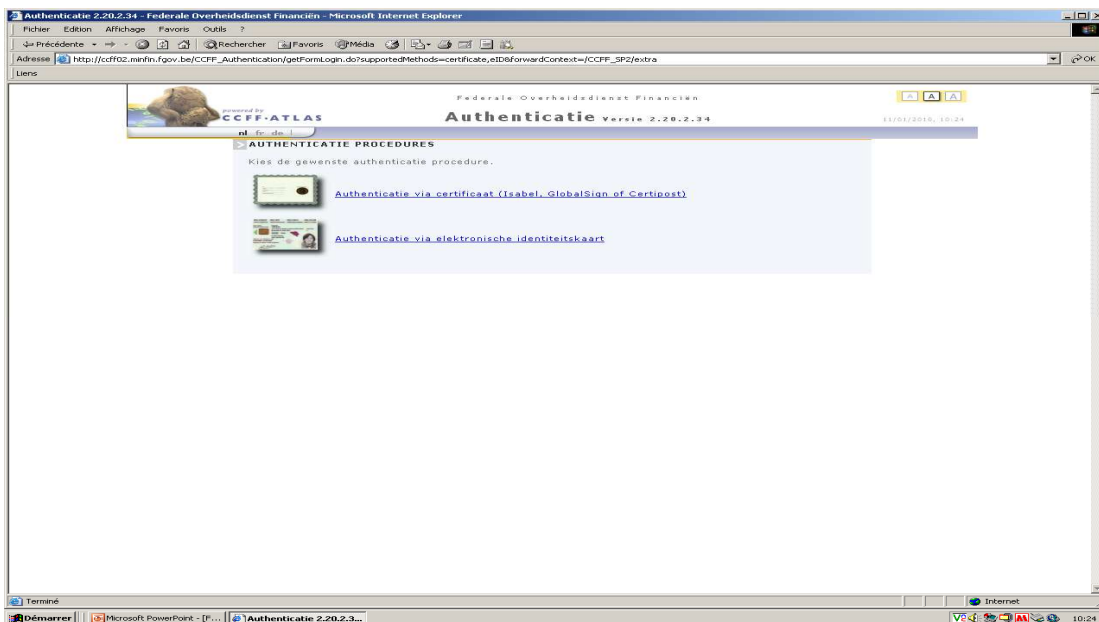 Authenticatie 2.20.2.34 - Federale Overheidsdienst Financiën - Microsoft Internet Explorer
Fichier Edition Affichage Favoris Outils ?
Précédente Rechercher Favoris Média
Adresse http://ccff02.minfin.fgov.be/CCFF_Authentication/getFormLogin.do?supportedMethods=certificate,eID&forwardContext=/CCFF_SP2/extra OK
Liens
Federale Overheidsdienst Financiën A A A
powered by
CCFF-ATLAS Authenticatie Versie 2.20.2.34 11/01/2010, 10:24
nl fr de
AUTHENTICATIE PROCEDURES
Kies de gewenste authenticatie procedure.
Authenticatie via certificaat (Isabel, GlobalSign of Certipost)
Authenticatie via elektronische identiteitskaart
Terminé Internet
Démarrer Microsoft PowerPoint - [F... Authenticatie 2.20.2.3... 10:24